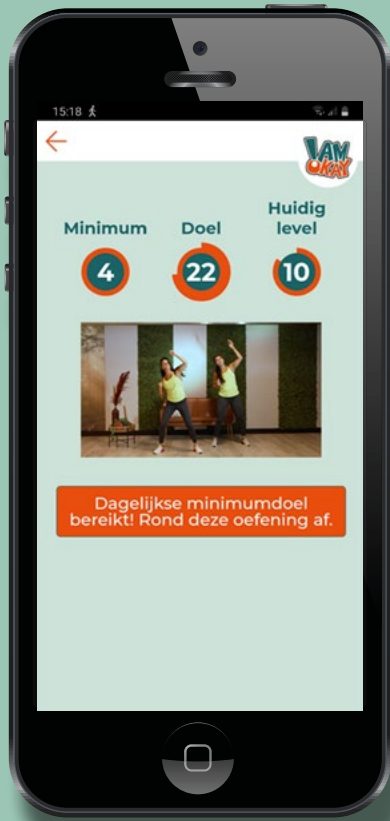 15:18
I AM
OKAY
Minimum
Doel
Huidig
level
4
22
10
Dagelijkse minimumdoel
bereikt! Rond deze oefening af.